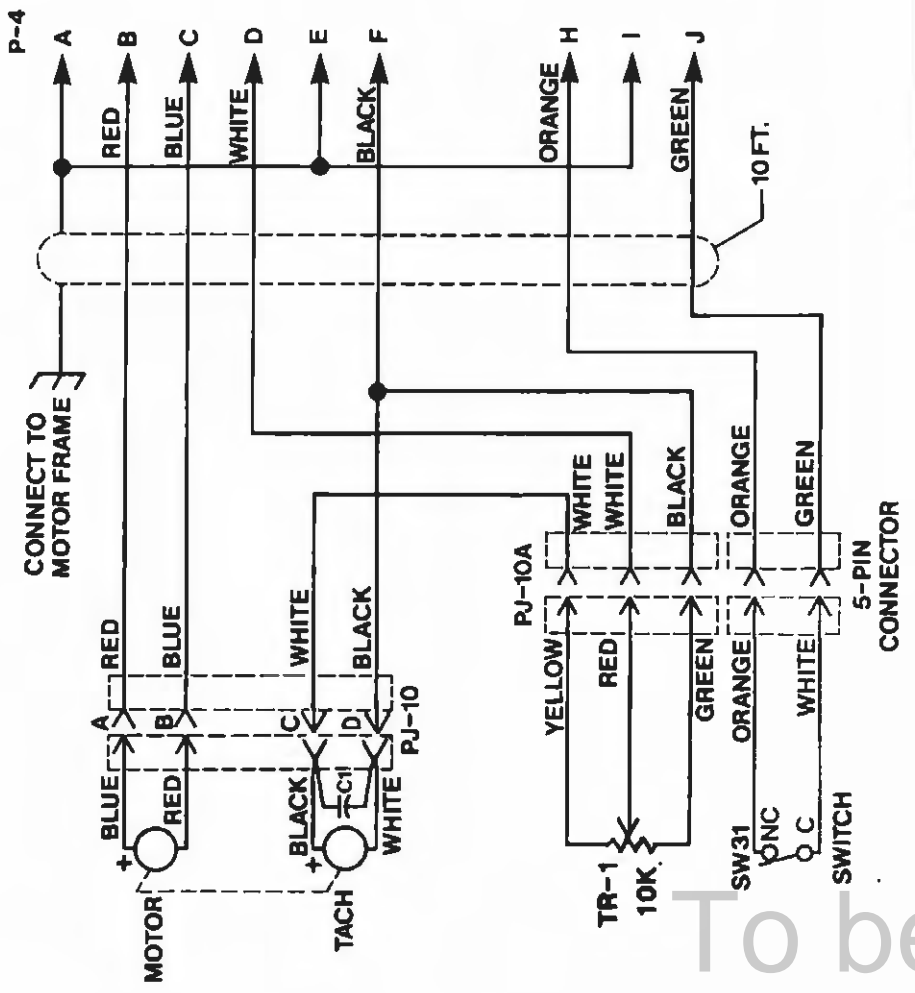 P-4
A
B
C
D
E
F
H
I
J
RED
BLUE
WHITE
BLACK
ORANGE
GREEN
10 FT.
CONNECT TO
MOTOR FRAME
RED
BLUE
WHITE
BLACK
A
B
C
D
PJ-10
BLUE
RED
BLACK
WHITE
C1
+
+
MOTOR
TACH
PJ-10A
WHITE
WHITE
BLACK
ORANGE
GREEN
5-PIN
CONNECTOR
YELLOW
RED
GREEN
ORANGE
WHITE
TR-1
10K
SW31
NC
C
SWITCH
To be